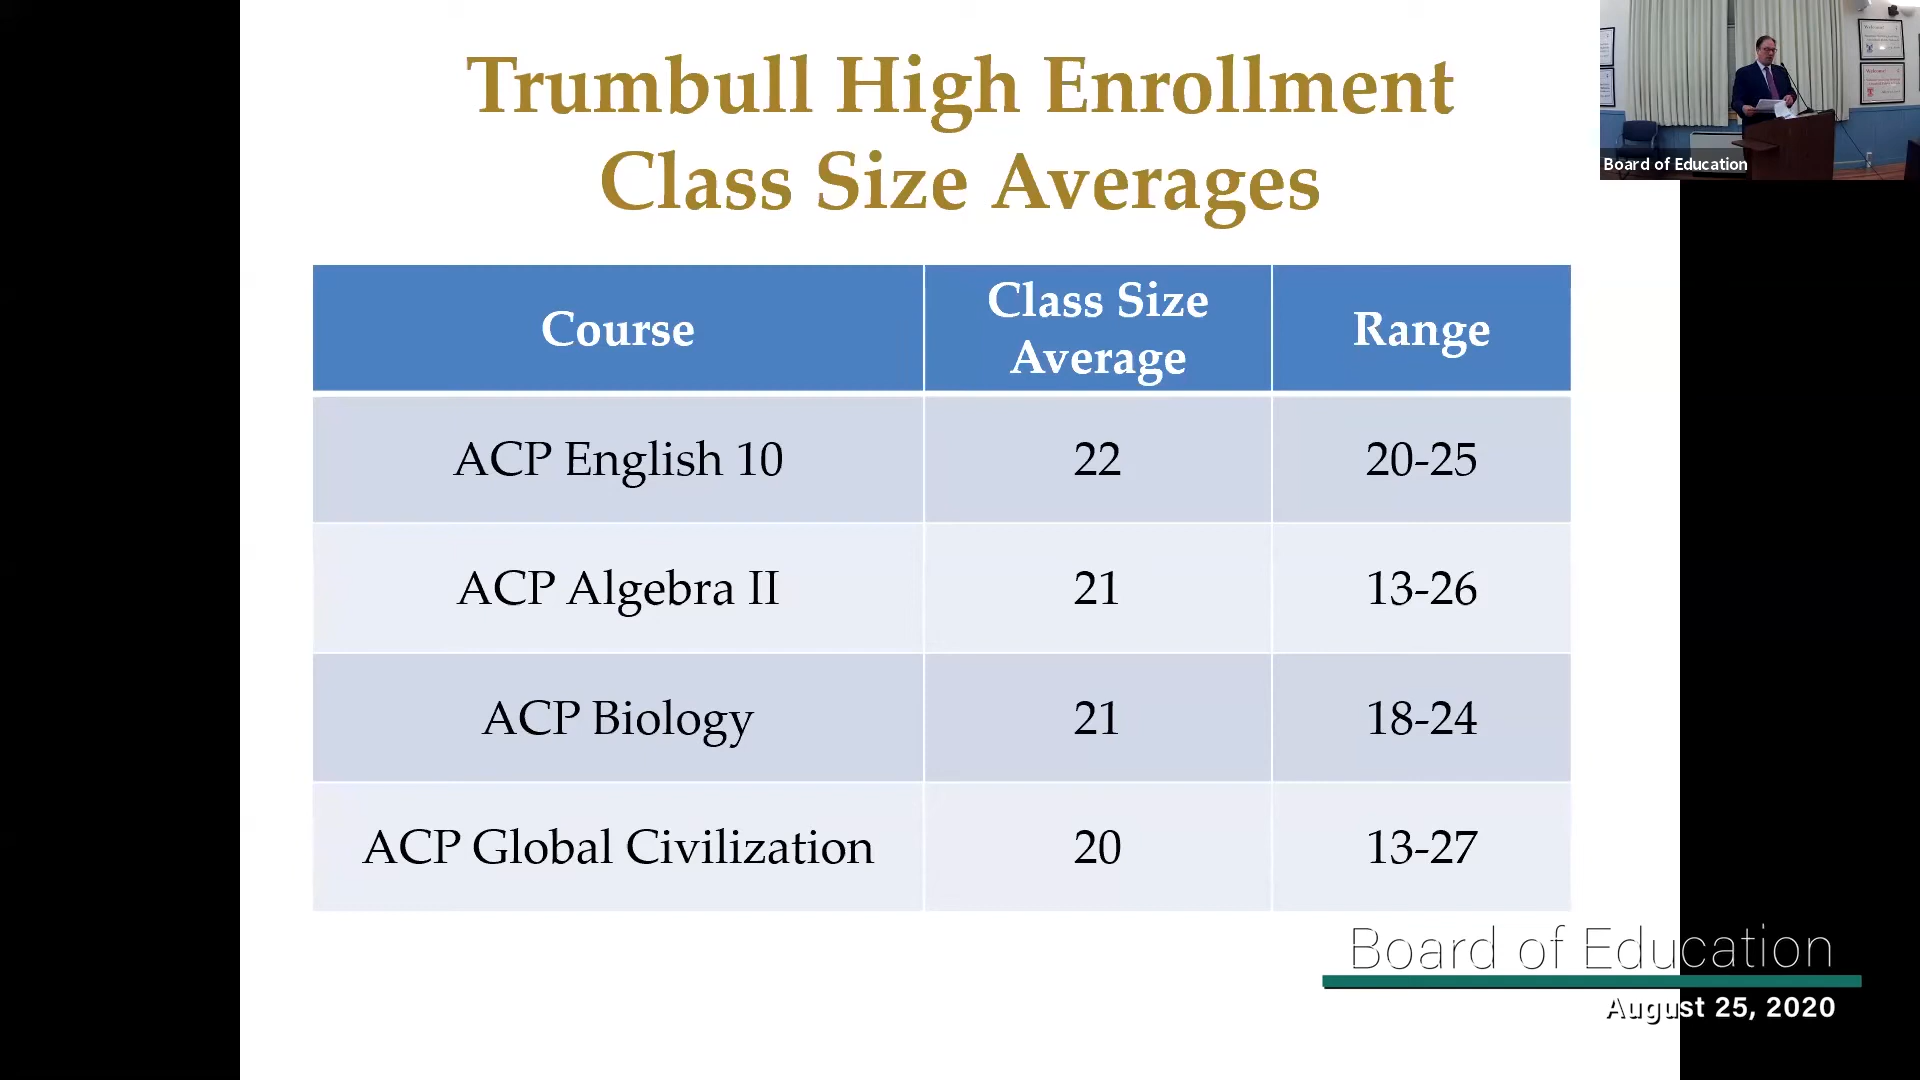 Trumbull High Enrollment
Class Size Averages
Board of Education
Course
Class Size
Average
Range
ACP English 10
22
20-25
ACP Algebra II
21
13-26
ACP Biology
21
18-24
ACP Global Civilization
20
13-27
Board of Education
August 25, 2020